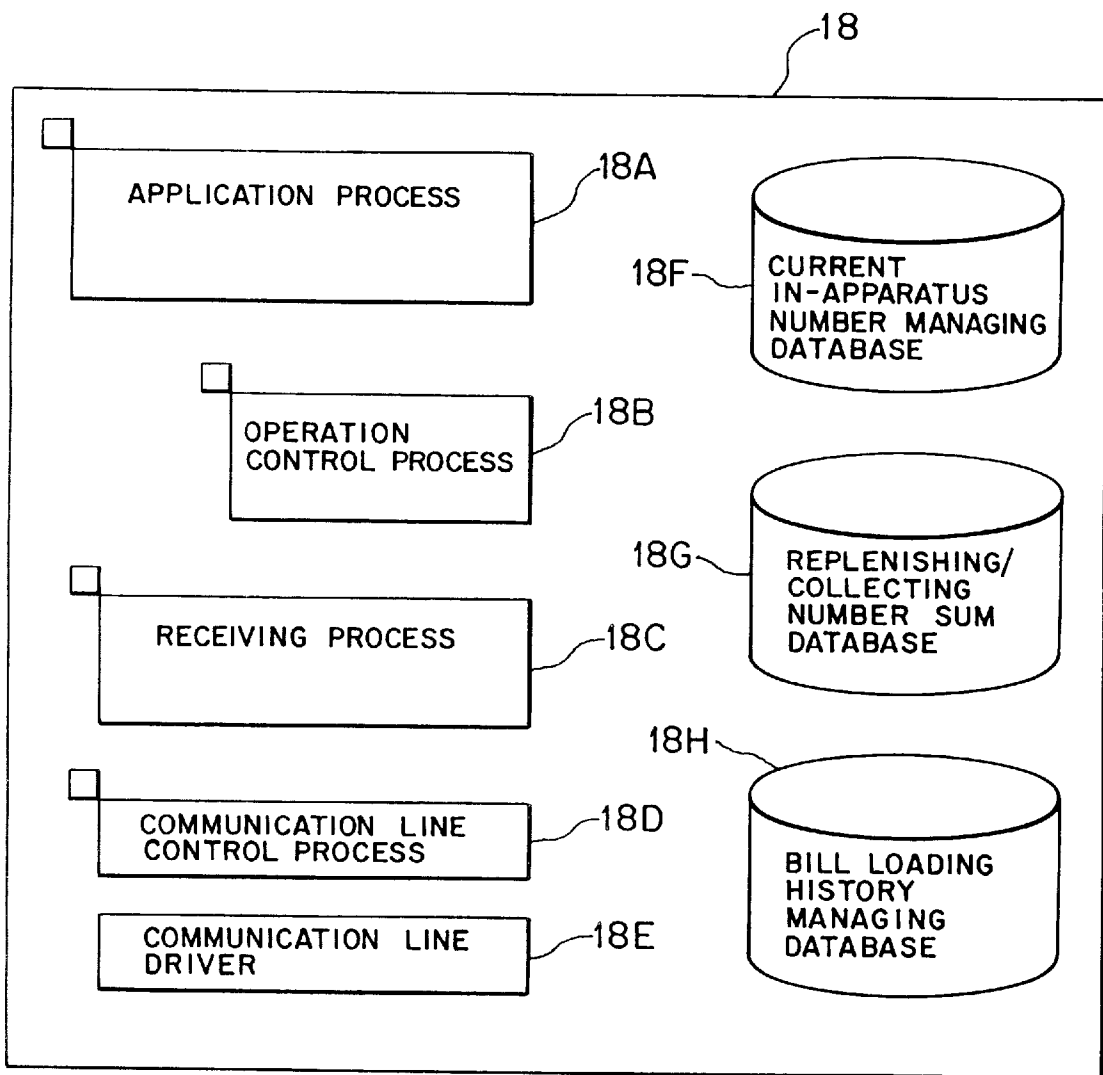 18
APPLICATION PROCESS
18A
OPERATION
CONTROL PROCESS
18B
RECEIVING PROCESS
18C
COMMUNICATION LINE
CONTROL PROCESS
18D
COMMUNICATION LINE
DRIVER
18E
18F
CURRENT
IN-APPARATUS
NUMBER MANAGING
DATABASE
18G
REPLENISHING/
COLLECTING
NUMBER SUM
DATABASE
18H
BILL LOADING
HISTORY
MANAGING
DATABASE